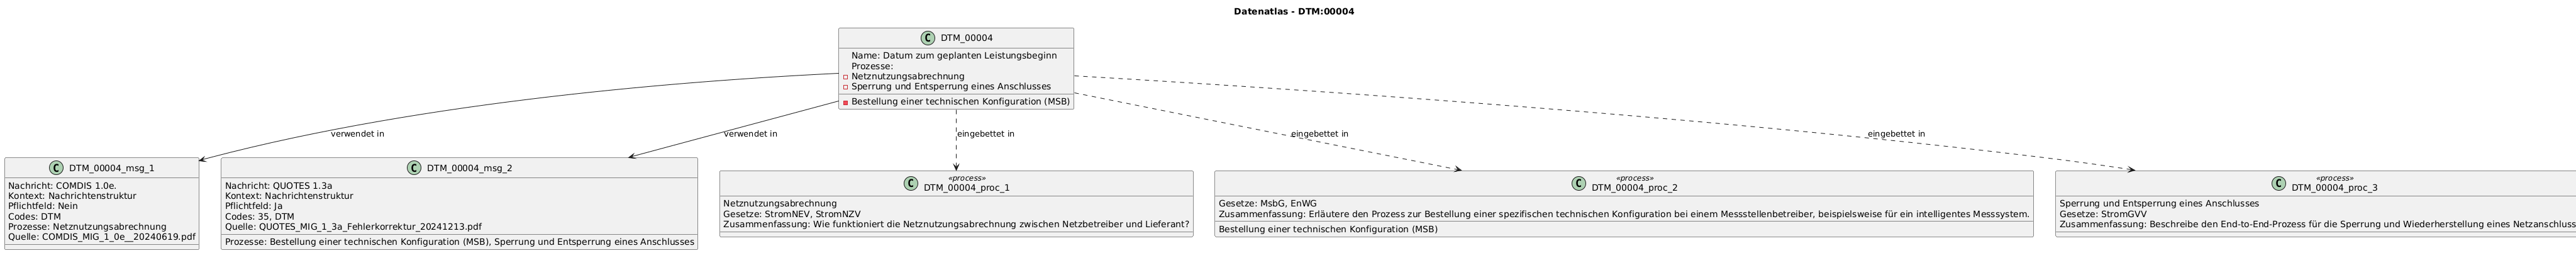 Datenatlas - DTM:00004
C DTM_00004
Name: Datum zum geplanten Leistungsbeginn
Prozesse:
Netznutzungsabrechnung
Sperrung und Entsperrung eines Anschlusses
Bestellung einer technischen Konfiguration (MSB)
verwendet in
verwendet in
eingebettet in
eingebettet in
eingebettet in
C DTM_00004_msg_1
Nachricht: COMDIS 1.0e.
Kontext: Nachrichtenstruktur
Pflichtfeld: Nein
Codes: DTM
Prozesse: Netznutzungsabrechnung
Quelle: COMDIS_MIG_1_0e__20240619.pdf
C DTM_00004_msg_2
Nachricht: QUOTES 1.3a
Kontext: Nachrichtenstruktur
Pflichtfeld: Ja
Codes: 35, DTM
Quelle: QUOTES_MIG_1_3a_Fehlerkorrektur_20241213.pdf
Prozesse: Bestellung einer technischen Konfiguration (MSB), Sperrung und Entsperrung eines Anschlusses
«process»
C DTM_00004_proc_1
Netznutzungsabrechnung
Gesetze: StromNEV, StromNZV
Zusammenfassung: Wie funktioniert die Netznutzungsabrechnung zwischen Netzbetreiber und Lieferant?
«process»
C DTM_00004_proc_2
Gesetze: MsbG, EnWG
Zusammenfassung: Erläutere den Prozess zur Bestellung einer spezifischen technischen Konfiguration bei einem Messstellenbetreiber, beispielsweise für ein intelligentes Messsystem.
Bestellung einer technischen Konfiguration (MSB)
«process»
C DTM_00004_proc_3
Sperrung und Entsperrung eines Anschlusses
Gesetze: StromGVV
Zusammenfassung: Beschreibe den End-to-End-Prozess für die Sperrung und Wiederherstellung eines Netzanschluss